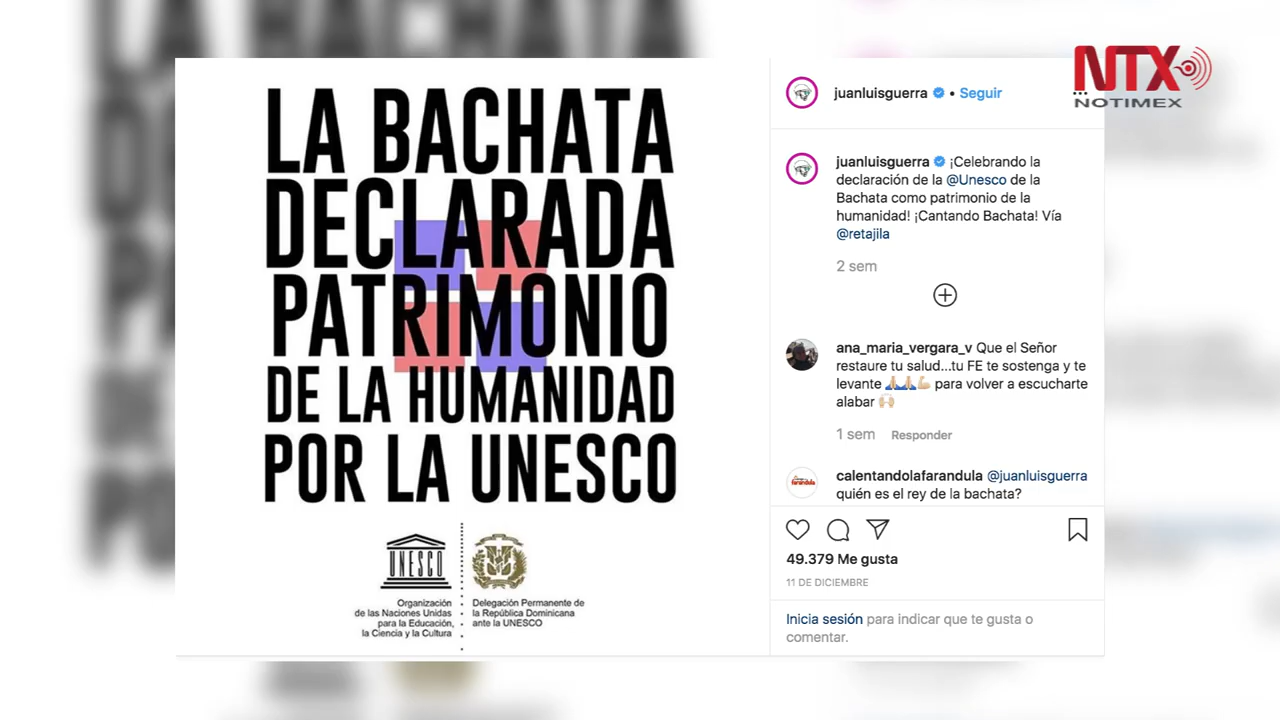 LA BACHATA
DECLARADA
PATRIMONIO
DE LA HUMANIDAD
POR LA UNESCO
UNESCO
Organización
de las Naciones Unidas
para la Educación,
la Ciencia y la Cultura
Delegación Permanente de
la República Dominicana
ante la UNESCO
NTX
NOTIMEX
juanluisguerra • Seguir
juanluisguerra ¡Celebrando la
declaración de la @Unesco de la
Bachata como patrimonio de la
humanidad! ¡Cantando Bachata! Vía
@retajila
2 sem
ana_maria_vergara_v Que el Señor
restaure tu salud...tu FE te sostenga y te
levante 🙏🏻🙏🏻💪🏻 para volver a escucharte
alabar 🙌🏻
1 sem Responder
calentandolafarandula @juanluisguerra
quién es el rey de la bachata?
49.379 Me gusta
11 DE DICIEMBRE
Inicia sesión para indicar que te gusta o
comentar.